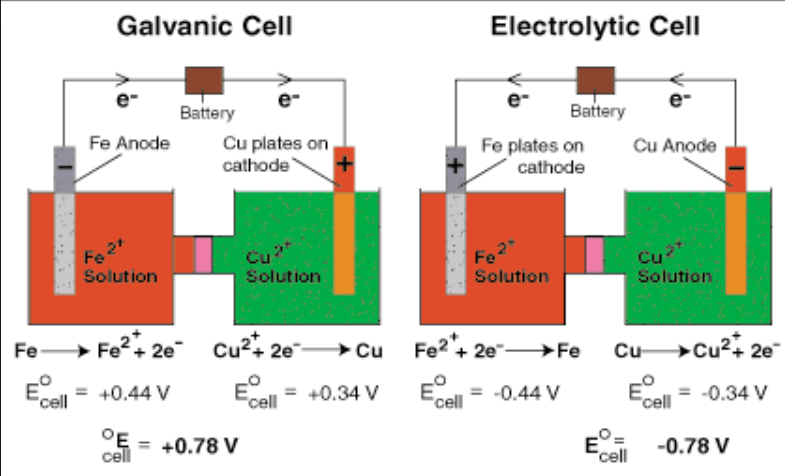 Galvanic Cell
e-
Battery
e-
Fe Anode
Cu plates on
cathode
−
+
Fe2+
Solution
Cu2+
Solution
Fe → Fe2+ + 2e-
Cu2+ + 2e- → Cu
E°cell = +0.44 V
E°cell = +0.34 V
°E cell = +0.78 V
Electrolytic Cell
e-
Battery
e-
Fe plates on
cathode
Cu Anode
+
−
Fe2+
Solution
Cu2+
Solution
Fe2+ + 2e- → Fe
Cu → Cu2+ + 2e-
E°cell = -0.44 V
E°cell = -0.34 V
E°cell = -0.78 V